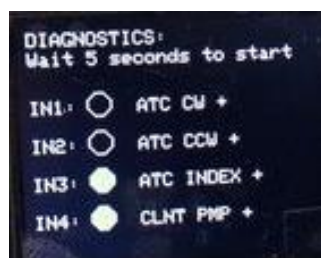 DIAGNOSTICS:
Wait 5 seconds to start
IN1: ATC CW +
IN2: ATC CCW +
IN3: ATC INDEX +
IN4: CLNT PMP +